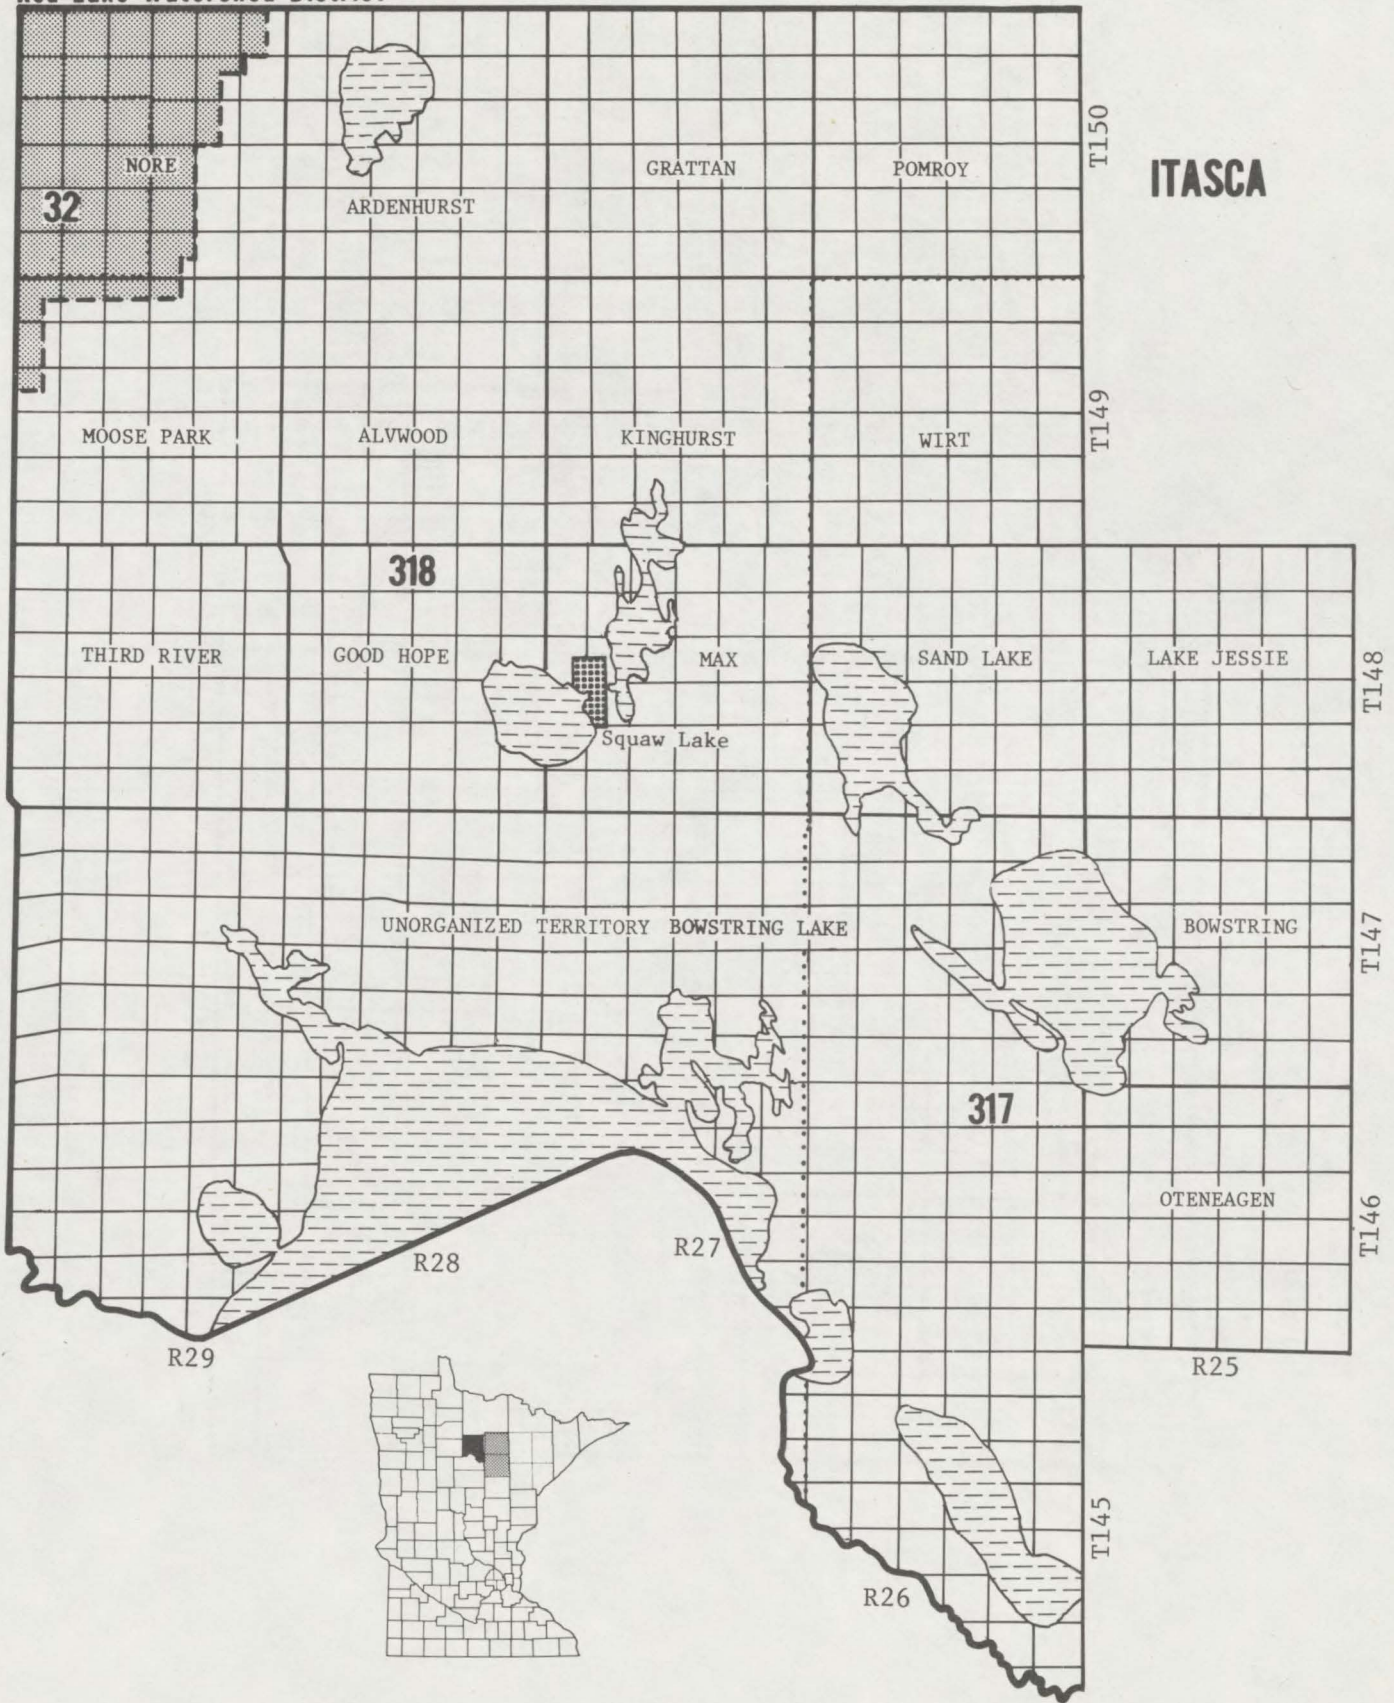 Red Lake Watershed District
T150
ITASCA
NORE
GRATTAN
POMROY
32
ARDENHURST
T149
MOOSE PARK
ALVWOOD
KINGHURST
WIRT
318
THIRD RIVER
GOOD HOPE
MAX
SAND LAKE
LAKE JESSIE
T148
Squaw Lake
UNORGANIZED TERRITORY BOWSTRING LAKE
BOWSTRING
T147
317
OTENEAGEN
T146
R28
R27
R29
R25
T145
R26